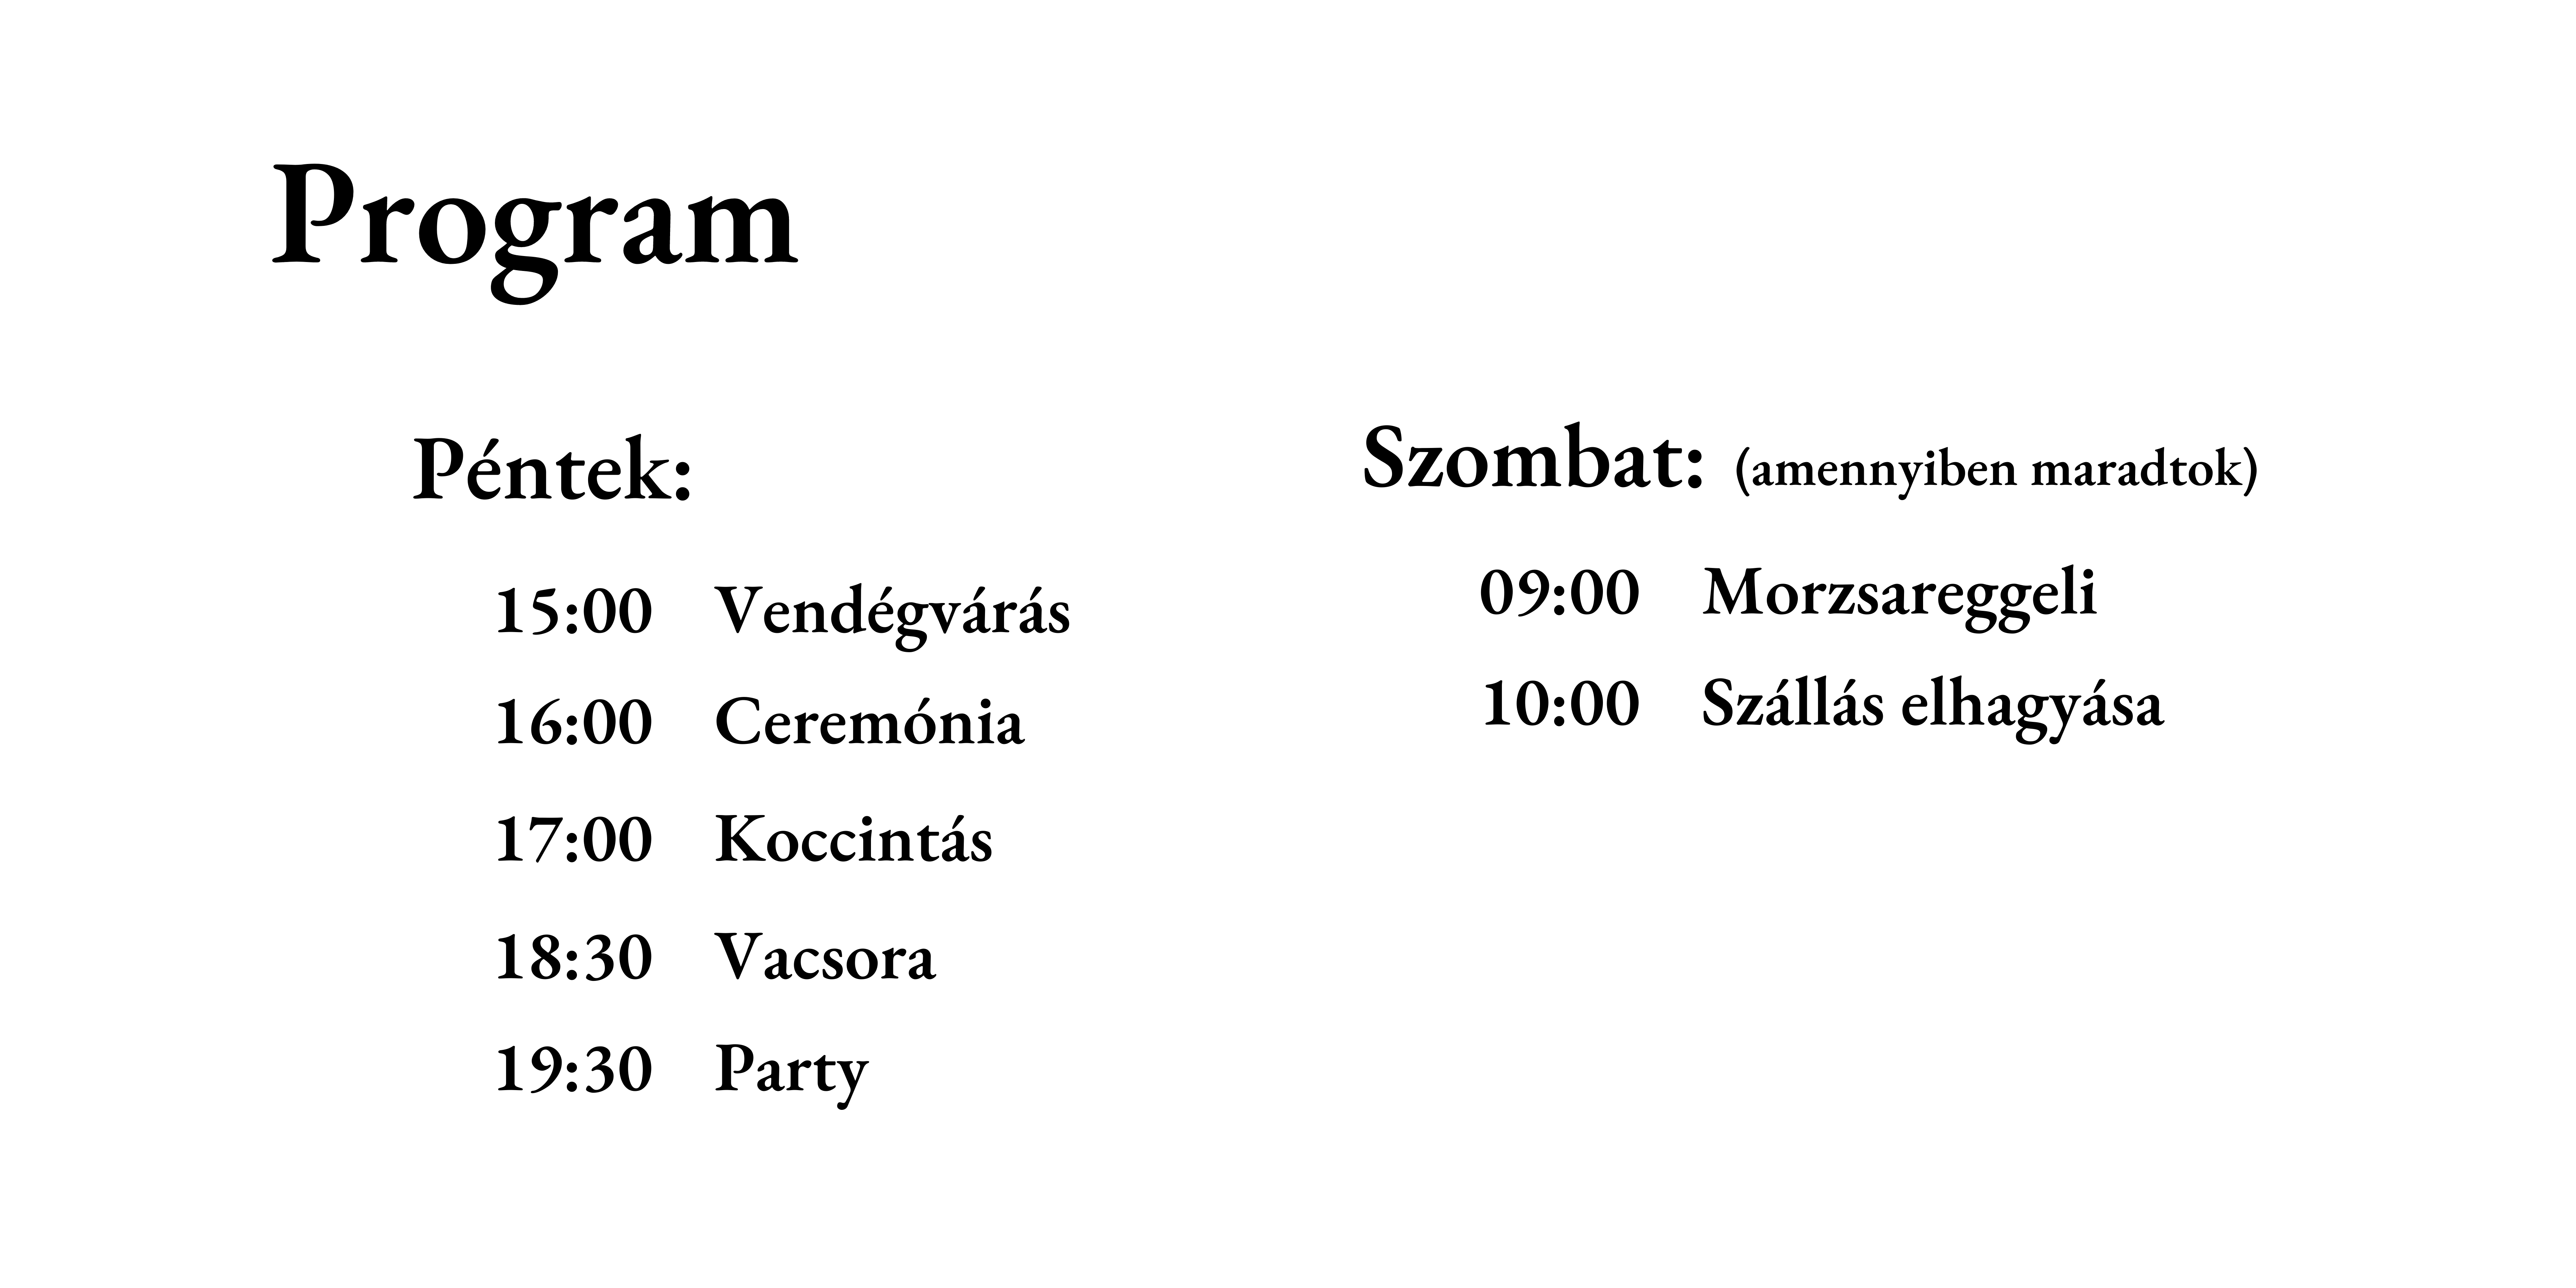 Program
Péntek:
15:00 Vendégvárás
16:00 Ceremónia
17:00 Koccintás
18:30 Vacsora
19:30 Party
Szombat: (amennyiben maradtok)
09:00 Morzsareggeli
10:00 Szállás elhagyása